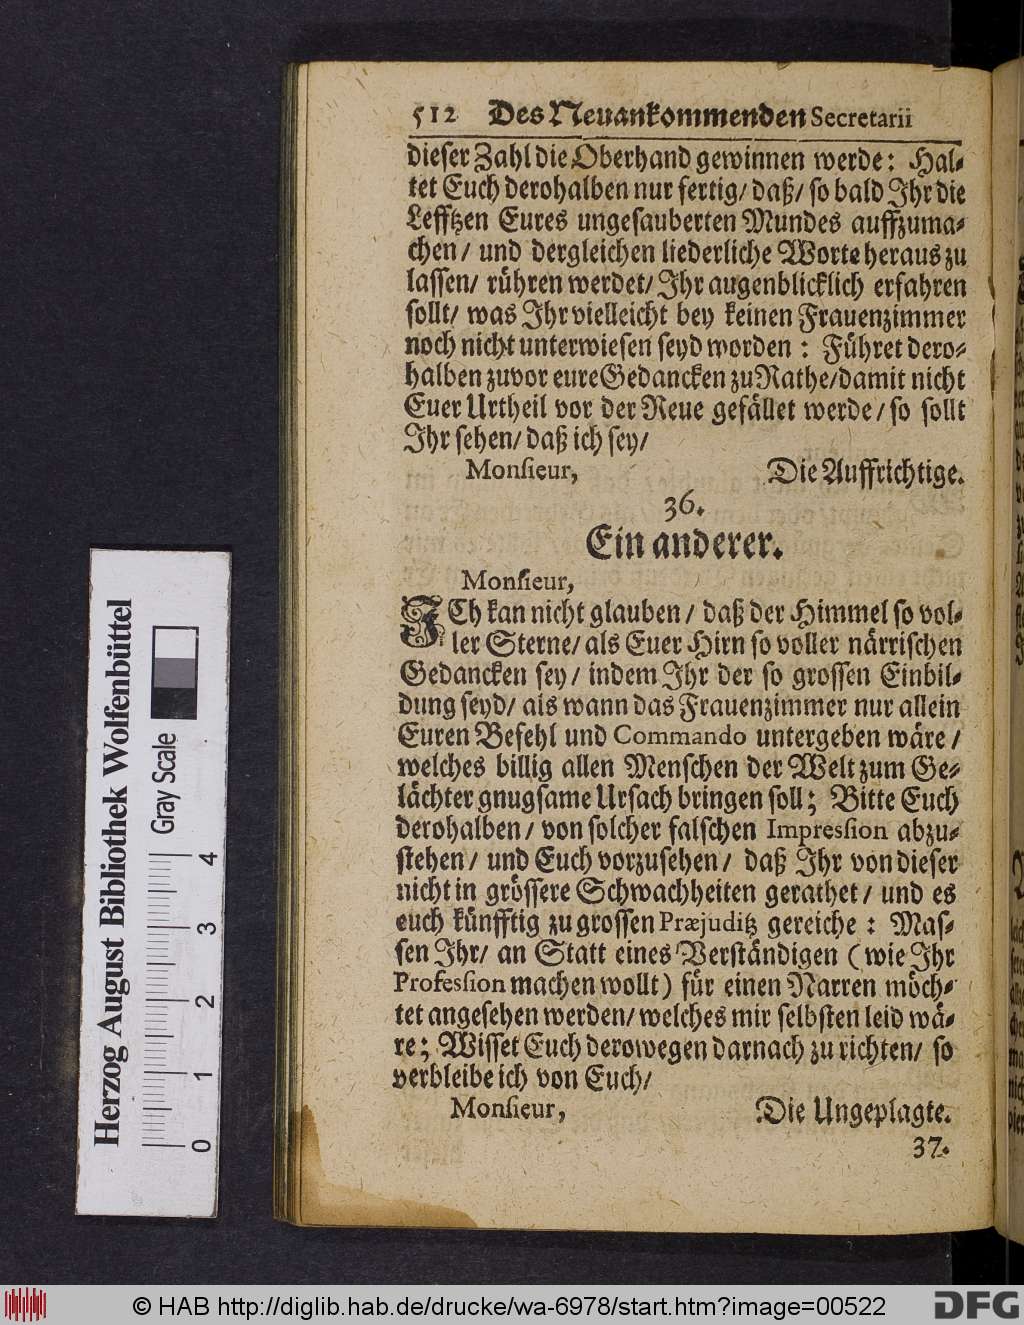 512 Des Neuankommenden Secretarii
dieser Zahl die Oberhand gewinnen werde: Hal-
tet Euch derohalben nur fertig/ daß/ so bald Ihr die
Lefftzen Eures ungesauberten Mundes auffzuma-
chen/ und dergleichen liederliche Worte heraus zu
lassen/ rühren werdet/ Ihr augenblicklich erfahren
sollt/ was Ihr vielleicht bey keinen Frauenzimmer
noch nicht unterwiesen seyd worden: Führet dero-
halben zuvor eure Gedancken zu Rathe/ damit nicht
Euer Urtheil vor der Reue gefället werde/ so sollt
Ihr sehen/ daß ich sey/
Monsieur, Die Auffrichtige.
36.
Ein anderer.
Monsieur,
ICh kan nicht glauben/ daß der Himmel so vol-
ler Sterne/ als Euer Hirn so voller närrischen
Gedancken sey/ indem Ihr der so grossen Einbil-
dung seyd/ als wann das Frauenzimmer nur allein
Euren Befehl und Commando untergeben wäre/
welches billig allen Menschen der Welt zum Ge-
lächter gnugsame Ursach bringen soll; Bitte Euch
derohalben/ von solcher falschen Impression abzu-
stehen/ und Euch vorzusehen/ daß Ihr von dieser
nicht in grössere Schwachheiten gerathet/ und es
euch künfftig zu grossen Præjuditz gereiche: Mas-
sen Ihr/ an Statt eines Verständigen (wie Ihr
Profession machen wollt) für einen Narren möch-
tet angesehen werden/ welches mir selbsten leid wä-
re; Wisset Euch derowegen darnach zu richten/ so
verbleibe ich von Euch/
Monsieur, Die Ungeplagte.
37.
Herzog August Bibliothek Wolfenbüttel
Gray Scale
0 1 2 3 4
© HAB http://diglib.hab.de/drucke/wa-6978/start.htm?image=00522
DFG